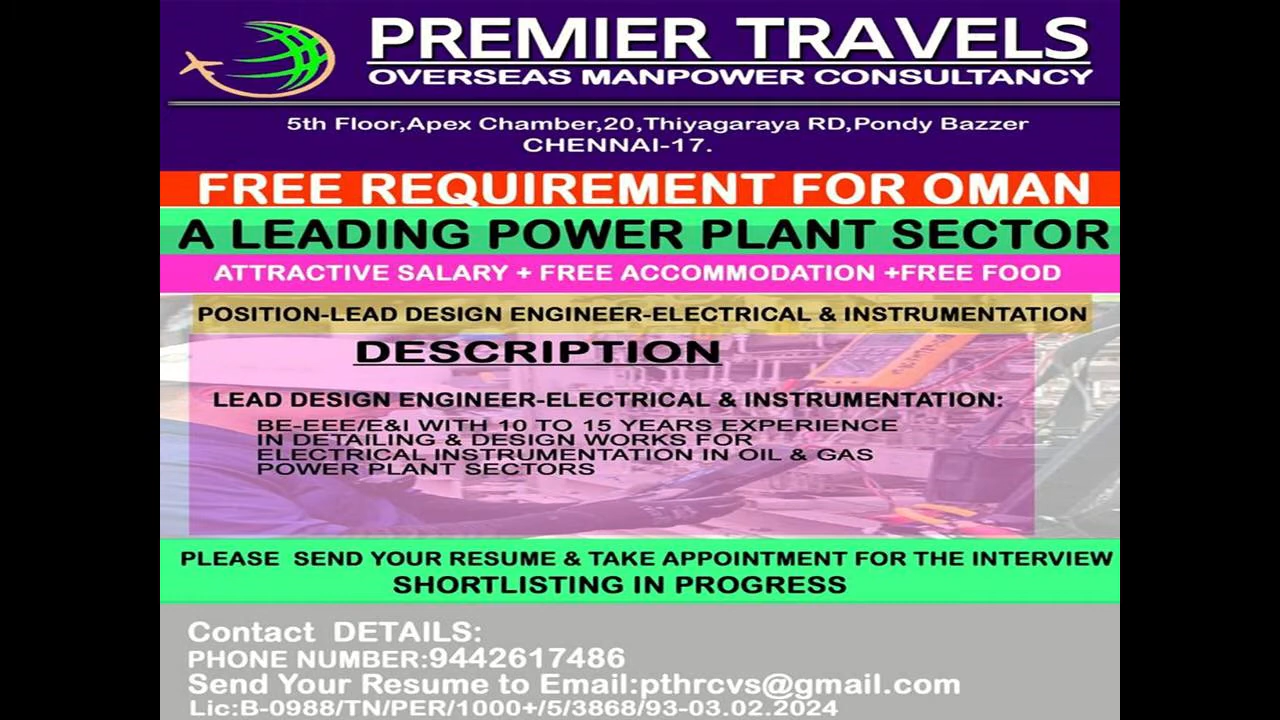 PREMIER TRAVELS
OVERSEAS MANPOWER CONSULTANCY
5th Floor,Apex Chamber,20,Thiyagaraya RD,Pondy Bazzer
CHENNAI-17.
FREE REQUIREMENT FOR OMAN
A LEADING POWER PLANT SECTOR
ATTRACTIVE SALARY + FREE ACCOMMODATION +FREE FOOD
POSITION-LEAD DESIGN ENGINEER-ELECTRICAL & INSTRUMENTATION
DESCRIPTION
LEAD DESIGN ENGINEER-ELECTRICAL & INSTRUMENTATION:
BE-EEE/E&I WITH 10 TO 15 YEARS EXPERIENCE
IN DETAILING & DESIGN WORKS FOR
ELECTRICAL INSTRUMENTATION IN OIL & GAS
POWER PLANT SECTORS
PLEASE SEND YOUR RESUME & TAKE APPOINTMENT FOR THE INTERVIEW
SHORTLISTING IN PROGRESS
Contact DETAILS:
PHONE NUMBER:9442617486
Send Your Resume to Email:pthrcvs@gmail.com
Lic:B-0988/TN/PER/1000+/5/3868/93-03.02.2024